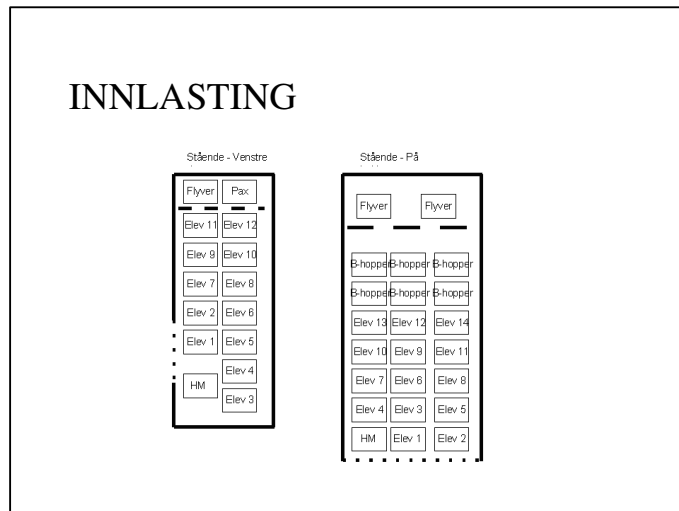 INNLASTING
Stående - Venstre
Flyver Pax
Elev 11 Elev 12
Elev 9 Elev 10
Elev 7 Elev 8
Elev 2 Elev 6
Elev 1 Elev 5
Elev 4
HM
Elev 3
Stående - På
Flyver Flyver
B-hopper B-hopper B-hopper
B-hopper B-hopper B-hopper
Elev 13 Elev 12 Elev 14
Elev 10 Elev 9 Elev 11
Elev 7 Elev 6 Elev 8
Elev 4 Elev 3 Elev 5
HM Elev 1 Elev 2